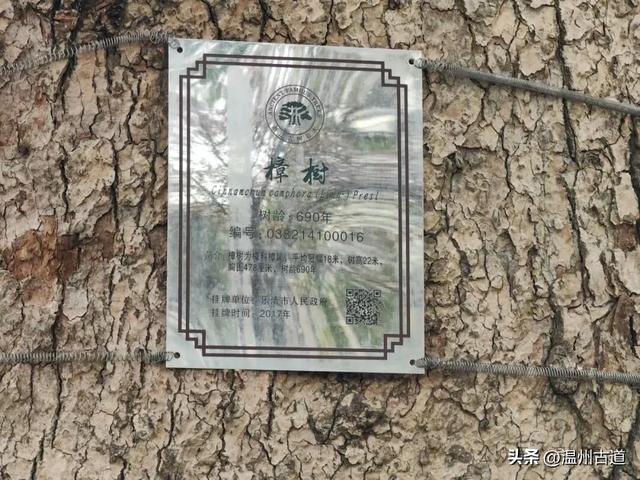 樟树
Cinnamomum camphora (Linn.) Presl
树龄：690年
编号：038214100016
樟树为樟科樟属，平均冠幅18米，树高22米，
胸围478厘米，树龄690年
挂牌单位：乐清市人民政府
挂牌时间：2017年
头条 @温州古道